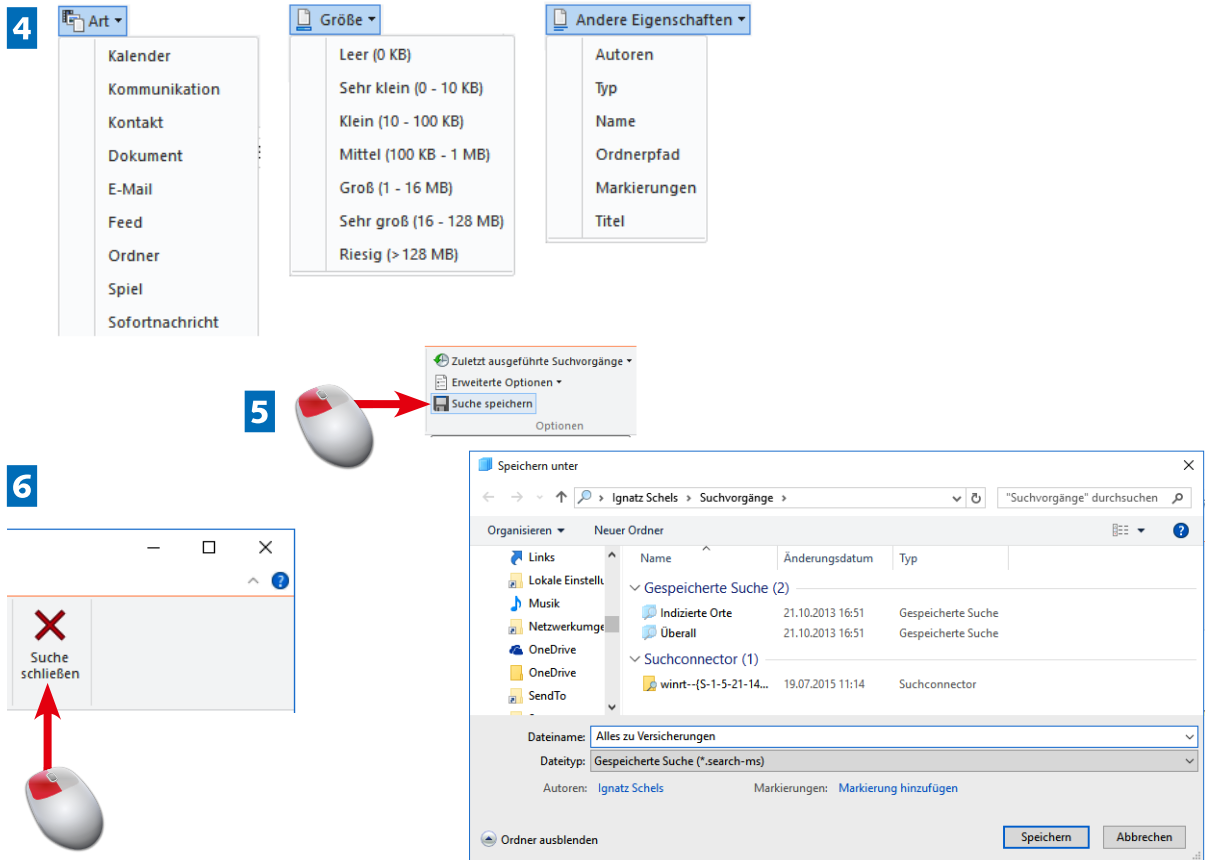 4
Art
Kalender
Kommunikation
Kontakt
Dokument
E-Mail
Feed
Ordner
Spiel
Sofortnachricht
Größe
Leer (0 KB)
Sehr klein (0 - 10 KB)
Klein (10 - 100 KB)
Mittel (100 KB - 1 MB)
Groß (1 - 16 MB)
Sehr groß (16 - 128 MB)
Riesig (> 128 MB)
Andere Eigenschaften
Autoren
Typ
Name
Ordnerpfad
Markierungen
Titel
5
Zuletzt ausgeführte Suchvorgänge
Erweiterte Optionen
Suche speichern
Optionen
6
Suche
schließen
Speichern unter
Ignatz Schels > Suchvorgänge >
"Suchvorgänge" durchsuchen
Organisieren Neuer Ordner
Links
Lokale Einstellu
Musik
Netzwerkumge
OneDrive
OneDrive
SendTo
Name Änderungsdatum Typ
Gespeicherte Suche (2)
Indizierte Orte 21.10.2013 16:51 Gespeicherte Suche
Überall 21.10.2013 16:51 Gespeicherte Suche
Suchconnector (1)
winrt--{S-1-5-21-14... 19.07.2015 11:14 Suchconnector
Dateiname: Alles zu Versicherungen
Dateityp: Gespeicherte Suche (*.search-ms)
Autoren: Ignatz Schels Markierungen: Markierung hinzufügen
Ordner ausblenden Speichern Abbrechen